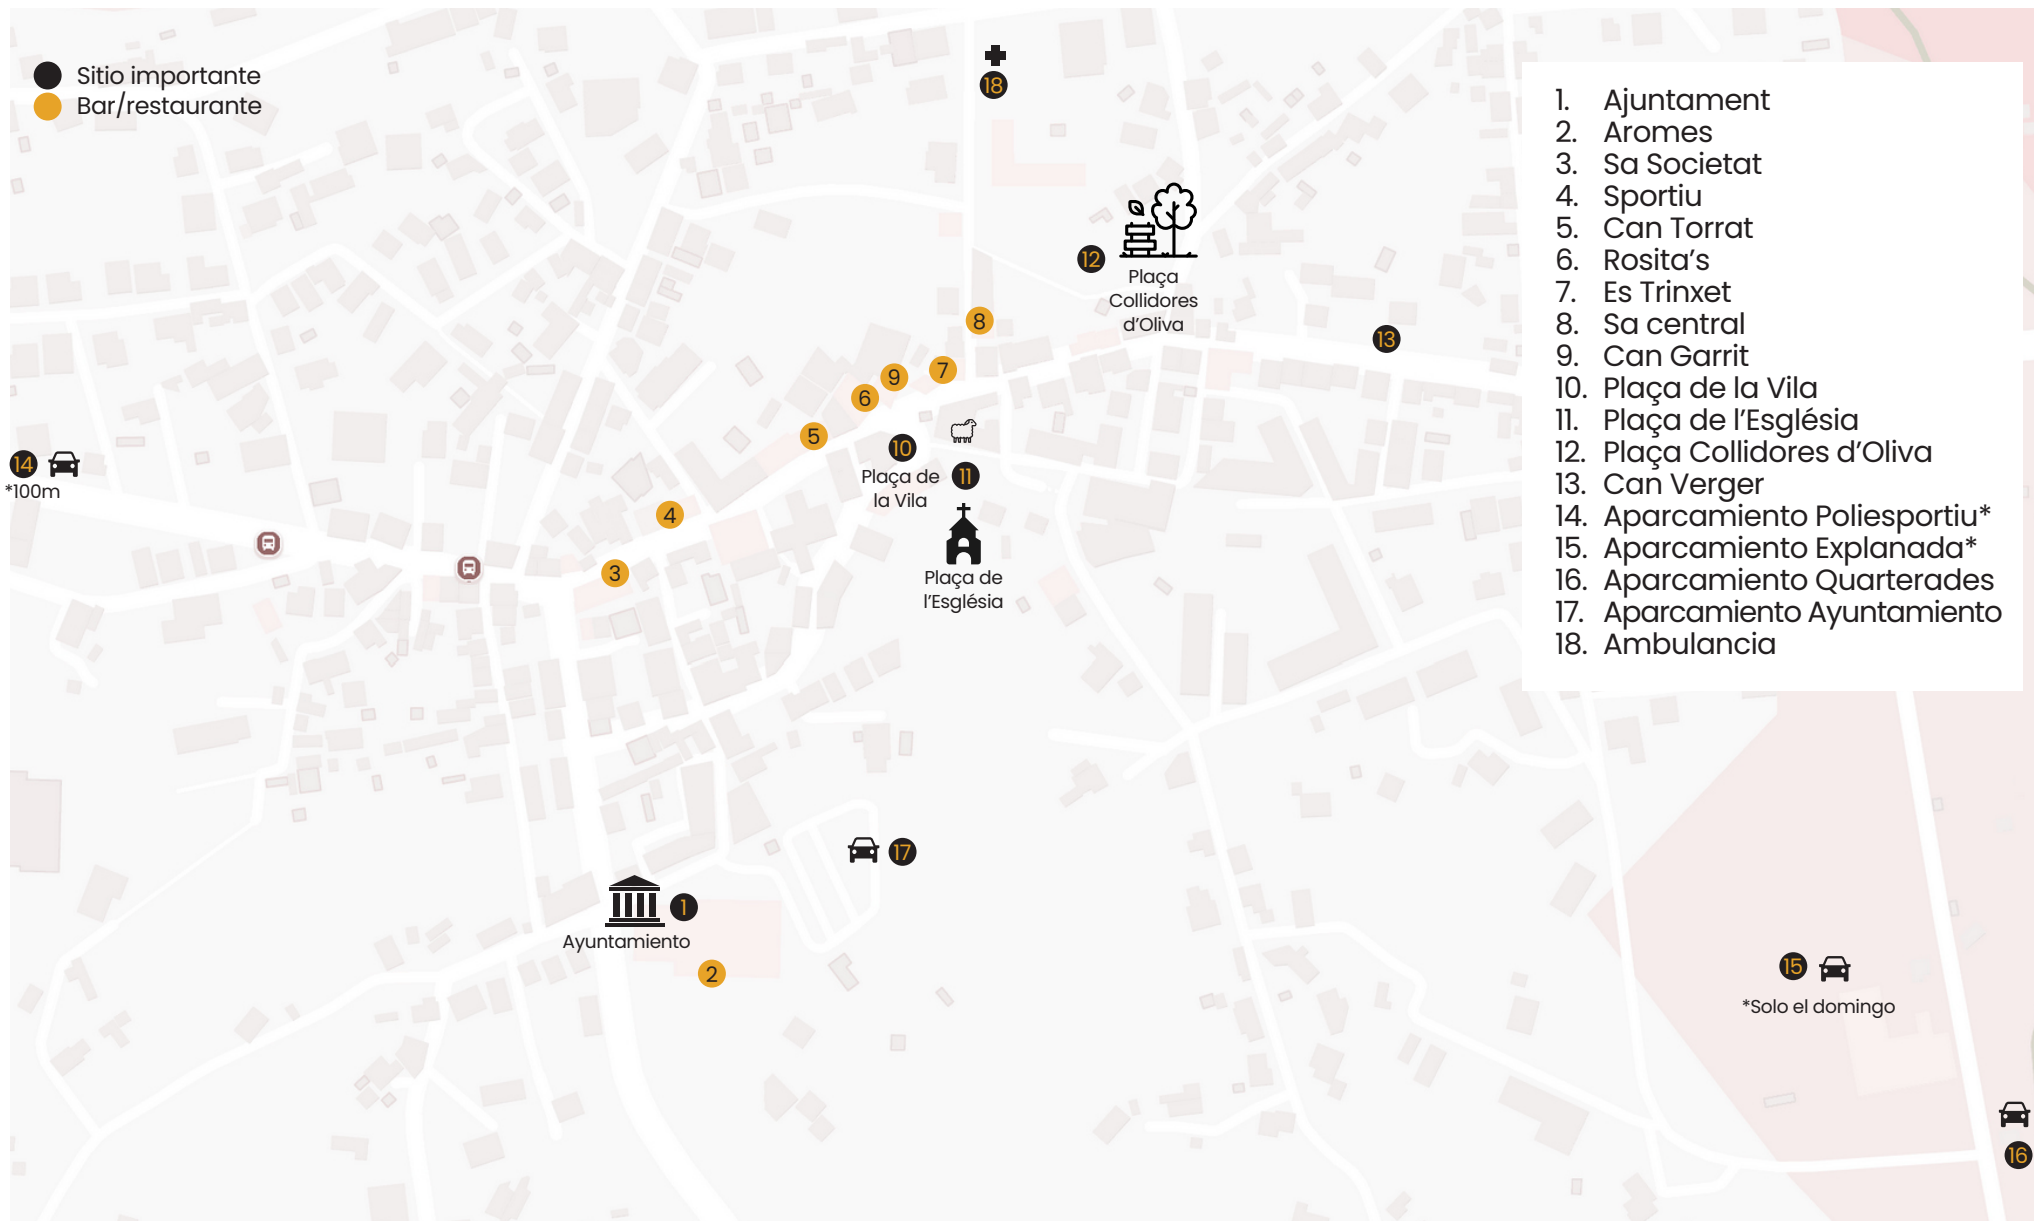 Sitio importante
Bar/restaurante
18
12
Plaça
Collidores
d'Oliva
8
13
7
9
6
5
10
Plaça de
la Vila
11
Plaça de
l'Església
14
*100m
4
3
17
1
Ayuntamiento
2
15
*Solo el domingo
16
1. Ajuntament
2. Aromes
3. Sa Societat
4. Sportiu
5. Can Torrat
6. Rosita's
7. Es Trinxet
8. Sa central
9. Can Garrit
10. Plaça de la Vila
11. Plaça de l'Església
12. Plaça Collidores d'Oliva
13. Can Verger
14. Aparcamiento Poliesportiu*
15. Aparcamiento Explanada*
16. Aparcamiento Quarterades
17. Aparcamiento Ayuntamiento
18. Ambulancia